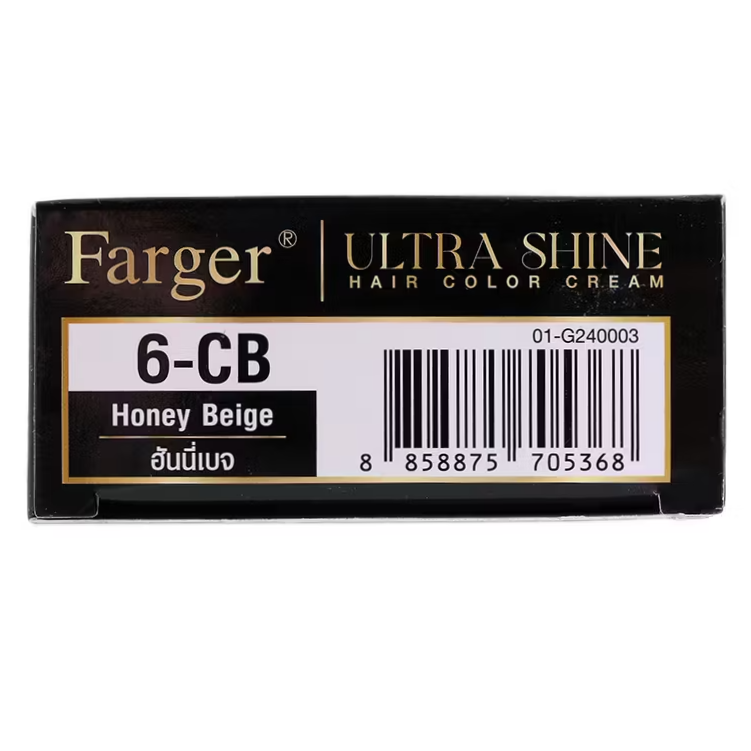 Farger®
ULTRA SHINE
HAIR COLOR CREAM
6-CB
Honey Beige
ฮันนี่เบจ
01-G240003
8 858875 705368